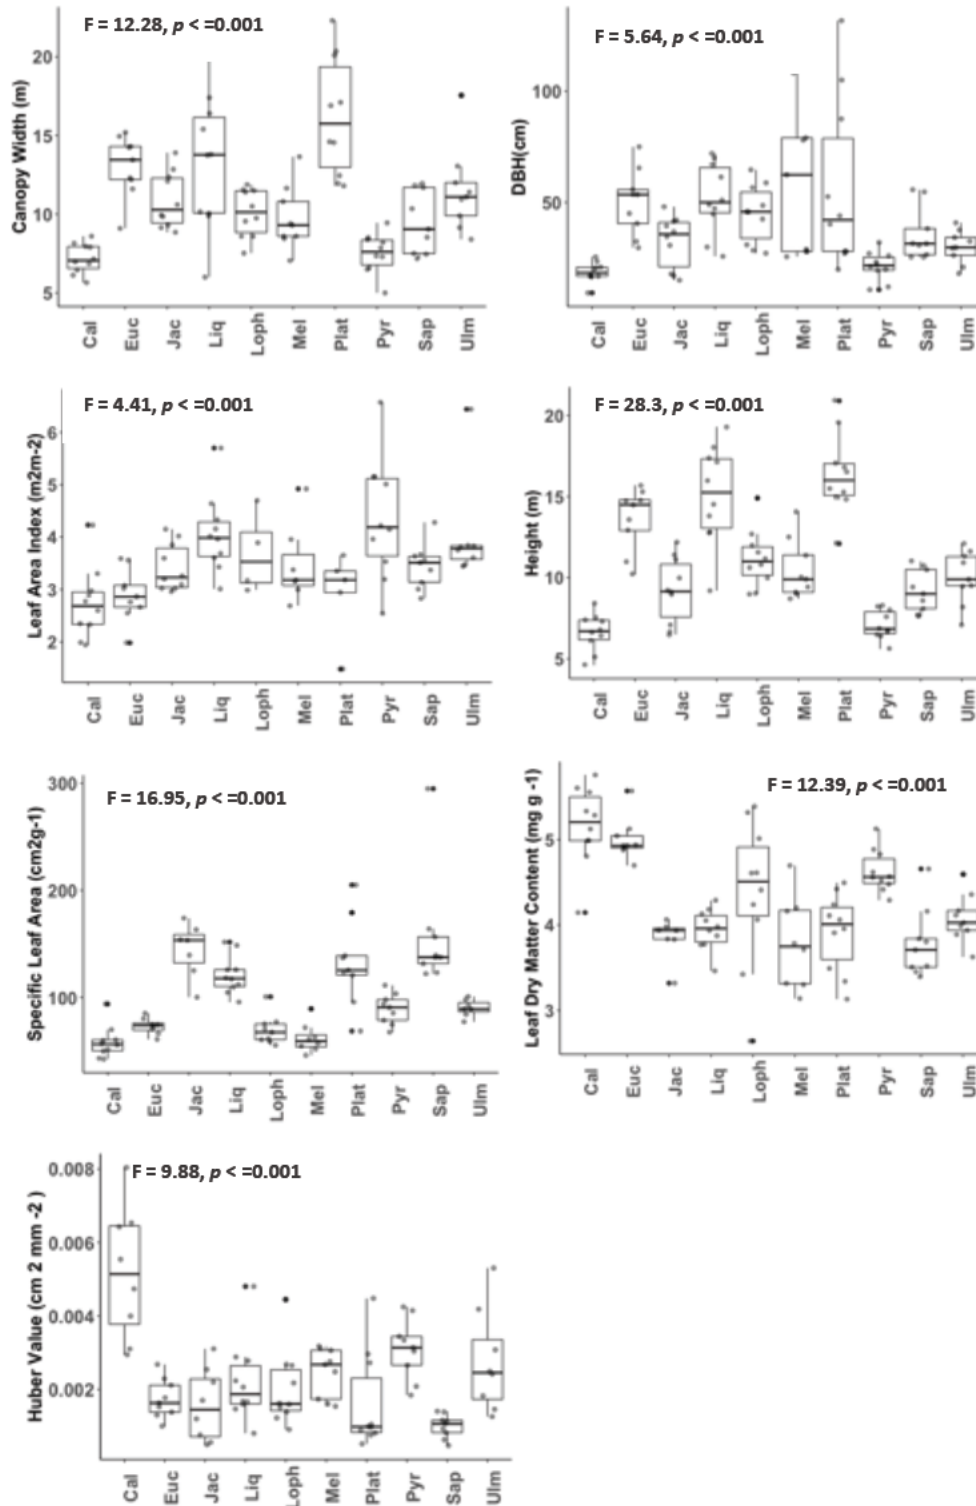 F = 12.28, p < =0.001
Canopy Width (m)
20
15
10
5
Cal Euc Jac Liq Loph Mel Plat Pyr Sap Ulm
F = 5.64, p < =0.001
DBH(cm)
100
50
Cal Euc Jac Liq Loph Mel Plat Pyr Sap Ulm
F = 4.41, p < =0.001
Leaf Area Index (m2m-2)
6
5
4
3
2
Cal Euc Jac Liq Loph Mel Plat Pyr Sap Ulm
F = 28.3, p < =0.001
Height (m)
20
15
10
5
Cal Euc Jac Liq Loph Mel Plat Pyr Sap Ulm
F = 16.95, p < =0.001
Specific Leaf Area (cm2g-1)
300
200
100
Cal Euc Jac Liq Loph Mel Plat Pyr Sap Ulm
F = 12.39, p < =0.001
Leaf Dry Matter Content (mg g -1)
5
4
3
Cal Euc Jac Liq Loph Mel Plat Pyr Sap Ulm
F = 9.88, p < =0.001
Huber Value (cm 2 mm -2 )
0.008
0.006
0.004
0.002
Cal Euc Jac Liq Loph Mel Plat Pyr Sap Ulm